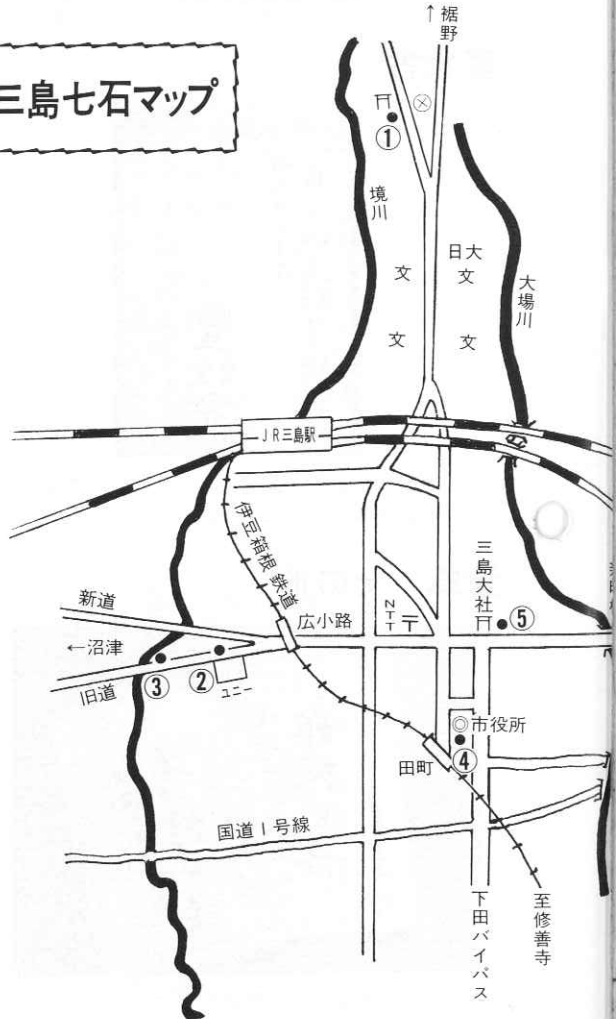 三島七石マップ
↑裾野
①
境川
日大
文
文
文
文
大場川
JR三島駅
伊豆箱根鉄道
新道
広小路
NTT
〒
三島大社
⑤
←沼津
旧道
③
②
ユニー
◎市役所
④
田町
国道1号線
下田バイパス
至修善寺